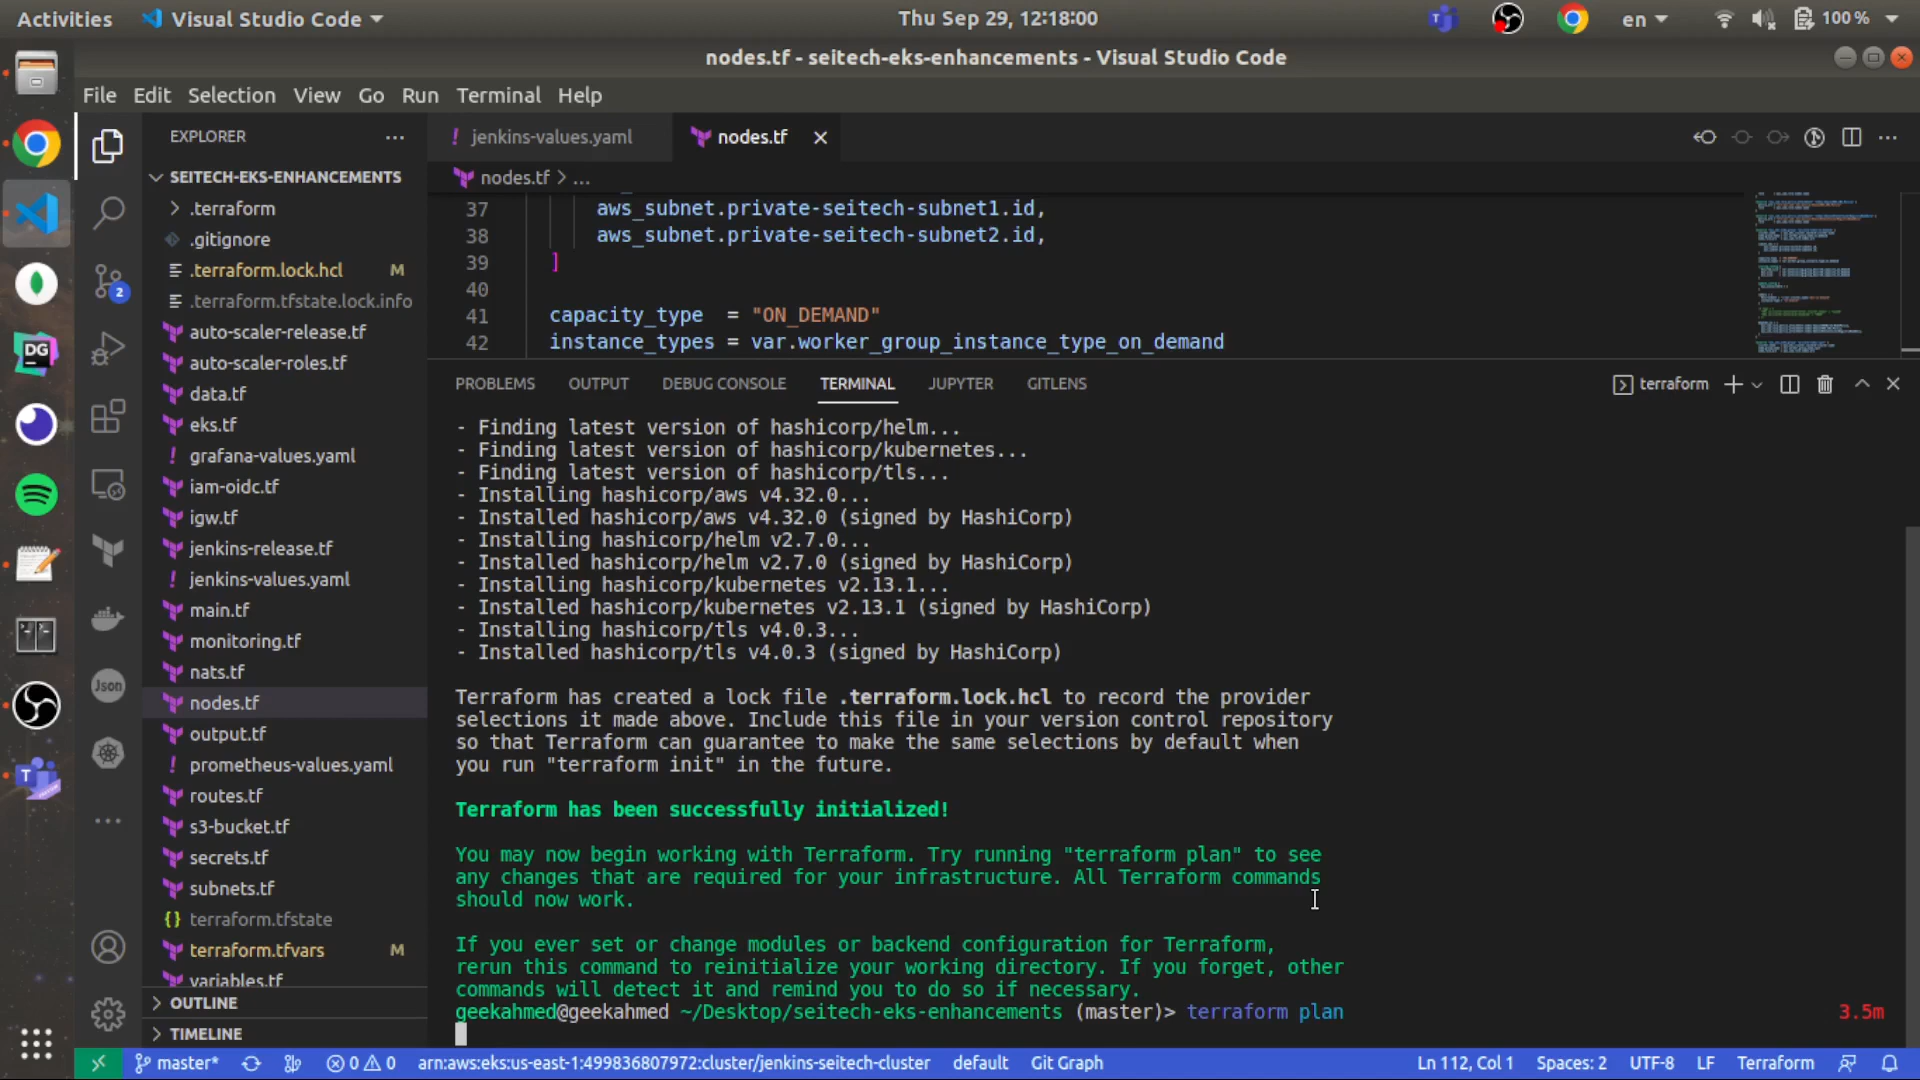 Activities
Visual Studio Code
Thu Sep 29, 12:18:00
en
100 %
nodes.tf - seitech-eks-enhancements - Visual Studio Code
File Edit Selection View Go Run Terminal Help
EXPLORER
SEITECH-EKS-ENHANCEMENTS
.terraform
.gitignore
.terraform.lock.hcl M
.terraform.tfstate.lock.info
auto-scaler-release.tf
auto-scaler-roles.tf
data.tf
eks.tf
grafana-values.yaml
iam-oidc.tf
igw.tf
jenkins-release.tf
jenkins-values.yaml
main.tf
monitoring.tf
nats.tf
nodes.tf
output.tf
prometheus-values.yaml
routes.tf
s3-bucket.tf
secrets.tf
subnets.tf
terraform.tfstate
terraform.tfvars M
variables.tf
OUTLINE
TIMELINE
2
DG
Json
T
jenkins-values.yaml
nodes.tf
nodes.tf > ...
37 aws_subnet.private-seitech-subnet1.id,
38 aws_subnet.private-seitech-subnet2.id,
39 ]
40
41 capacity_type = "ON_DEMAND"
42 instance_types = var.worker_group_instance_type_on_demand
PROBLEMS OUTPUT DEBUG CONSOLE TERMINAL JUPYTER GITLENS
terraform
- Finding latest version of hashicorp/helm...
- Finding latest version of hashicorp/kubernetes...
- Finding latest version of hashicorp/tls...
- Installing hashicorp/aws v4.32.0...
- Installed hashicorp/aws v4.32.0 (signed by HashiCorp)
- Installing hashicorp/helm v2.7.0...
- Installed hashicorp/helm v2.7.0 (signed by HashiCorp)
- Installing hashicorp/kubernetes v2.13.1...
- Installed hashicorp/kubernetes v2.13.1 (signed by HashiCorp)
- Installing hashicorp/tls v4.0.3...
- Installed hashicorp/tls v4.0.3 (signed by HashiCorp)
Terraform has created a lock file .terraform.lock.hcl to record the provider
selections it made above. Include this file in your version control repository
so that Terraform can guarantee to make the same selections by default when
you run "terraform init" in the future.
Terraform has been successfully initialized!
You may now begin working with Terraform. Try running "terraform plan" to see
any changes that are required for your infrastructure. All Terraform commands
should now work.
If you ever set or change modules or backend configuration for Terraform,
rerun this command to reinitialize your working directory. If you forget, other
commands will detect it and remind you to do so if necessary.
geekahmed@geekahmed ~/Desktop/seitech-eks-enhancements (master)> terraform plan
3.5m
master* 0 0 arn:aws:eks:us-east-1:499836807972:cluster/jenkins-seitech-cluster default Git Graph Ln 112, Col 1 Spaces: 2 UTF-8 LF Terraform